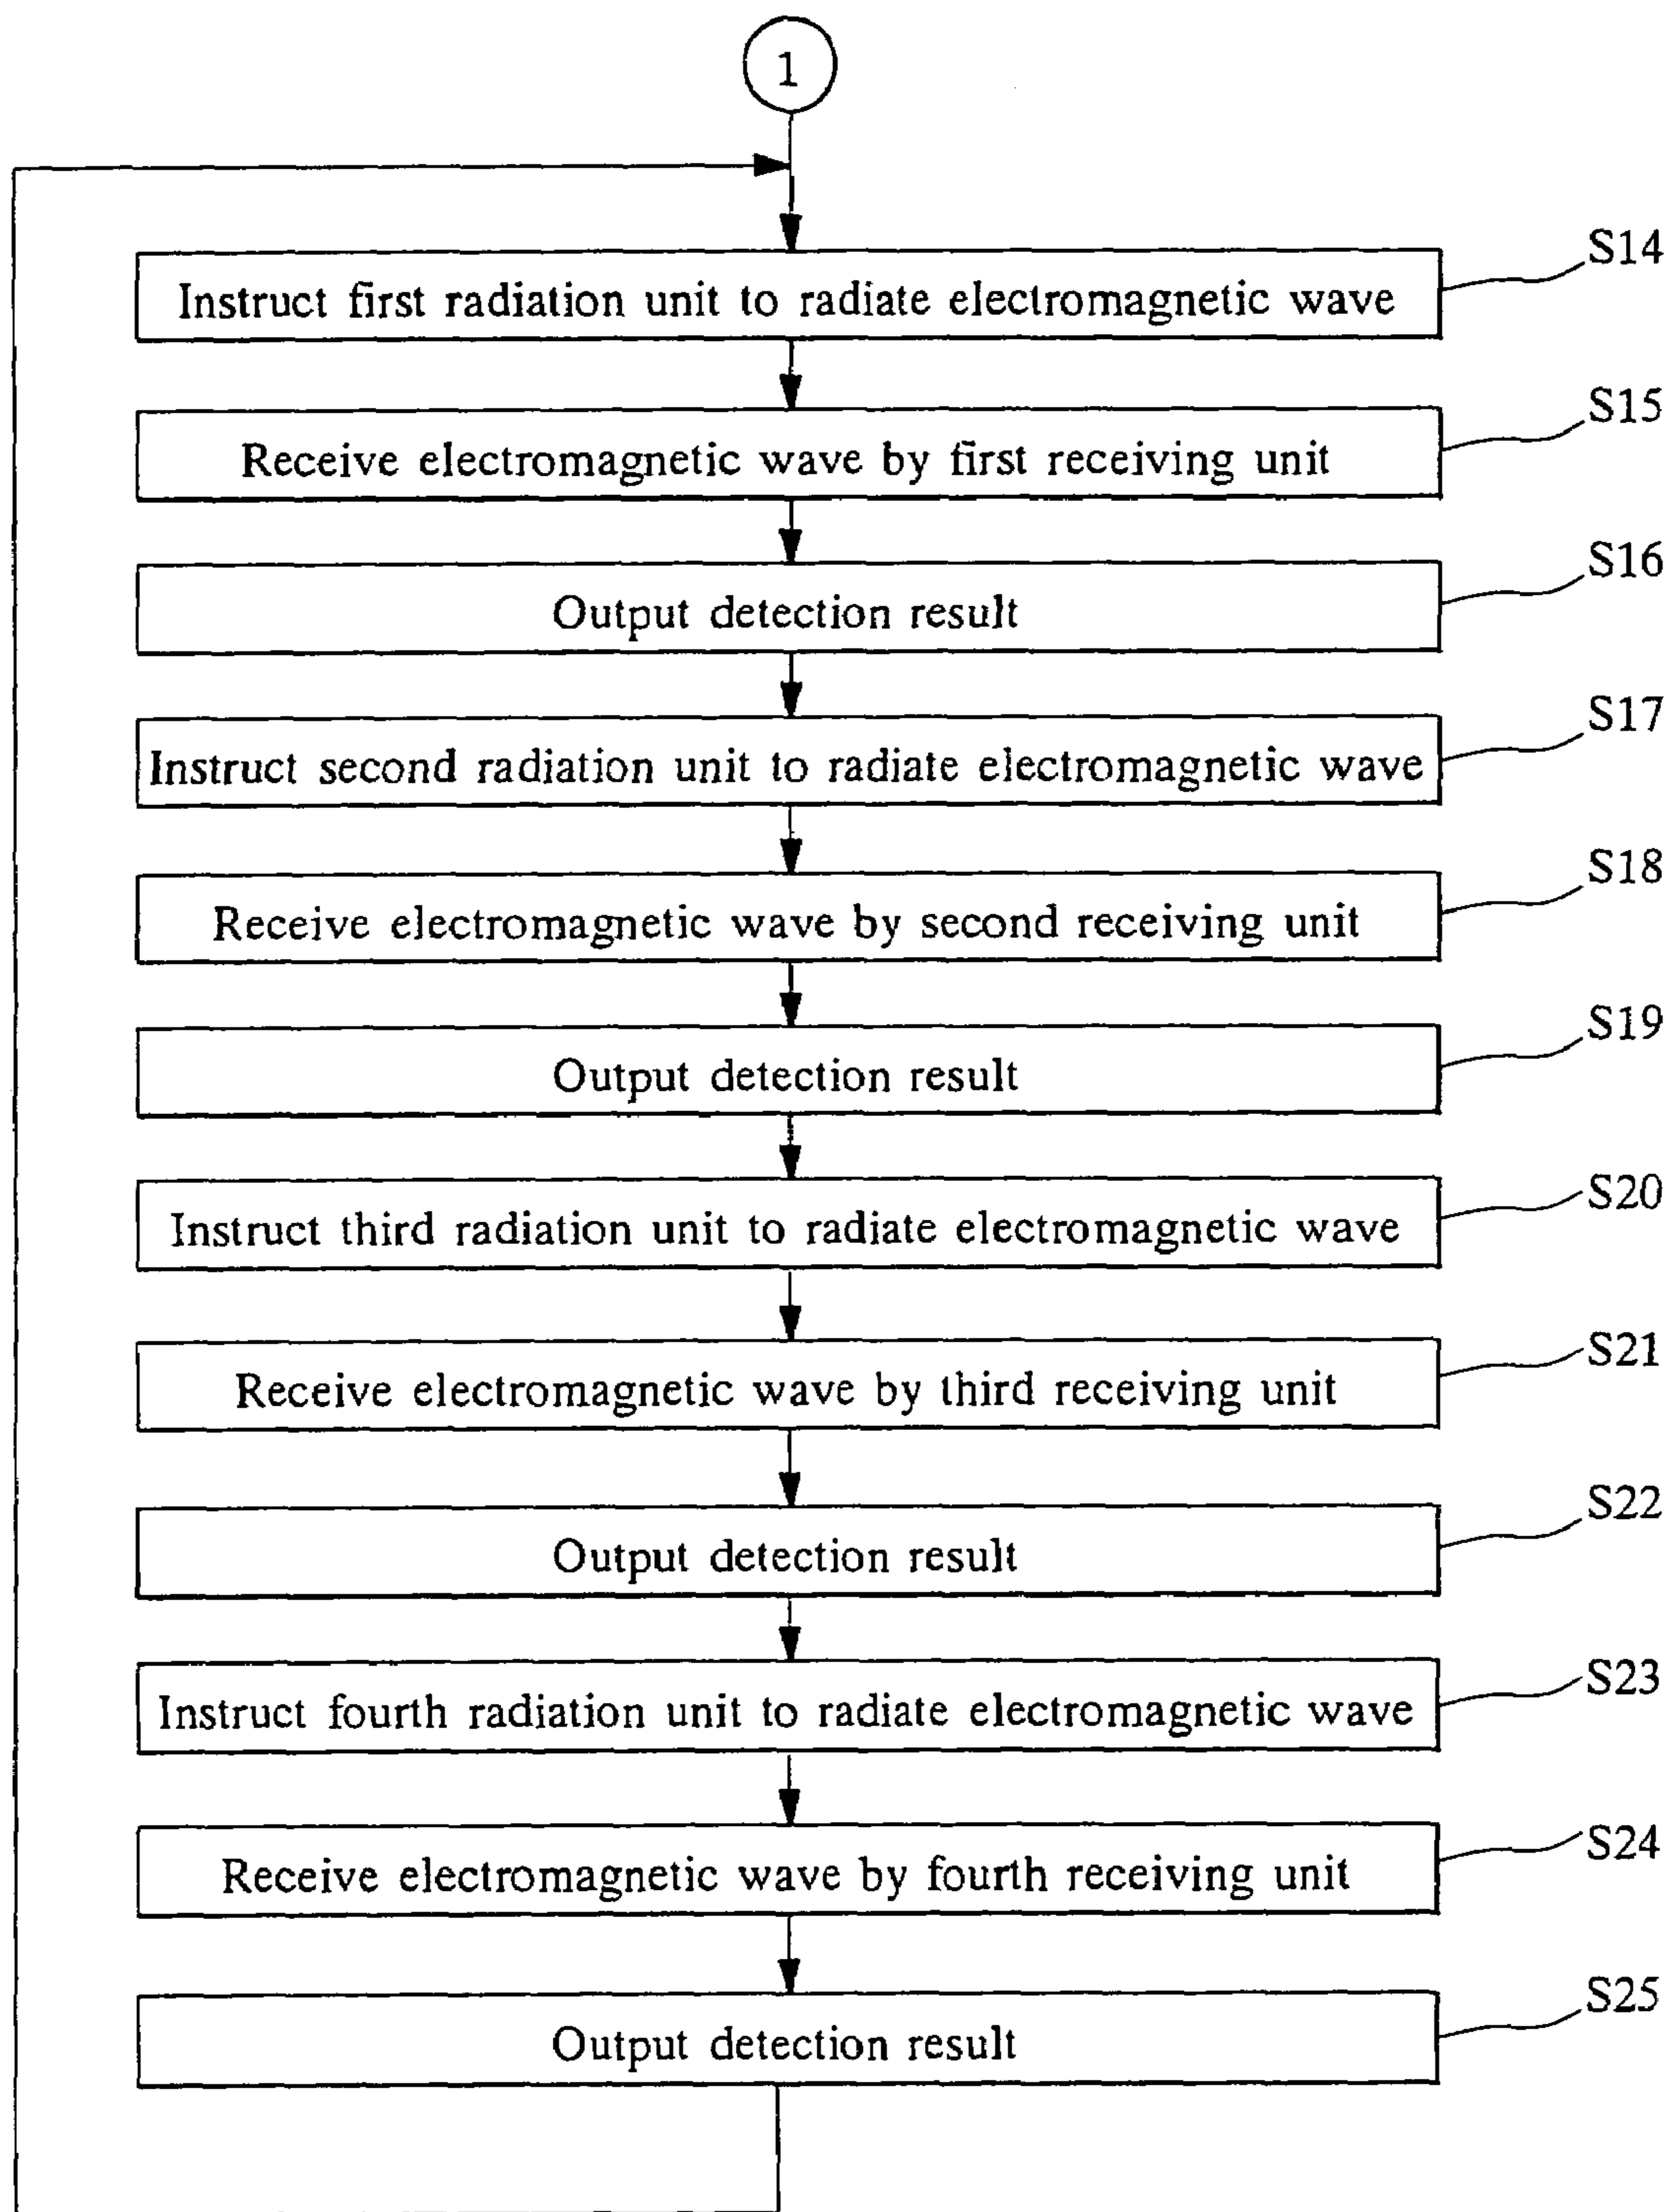 1
S14
Instruct first radiation unit to radiate electromagnetic wave
S15
Receive electromagnetic wave by first receiving unit
S16
Output detection result
S17
Instruct second radiation unit to radiate electromagnetic wave
S18
Receive electromagnetic wave by second receiving unit
S19
Output detection result
S20
Instruct third radiation unit to radiate electromagnetic wave
S21
Receive electromagnetic wave by third receiving unit
S22
Output detection result
S23
Instruct fourth radiation unit to radiate electromagnetic wave
S24
Receive electromagnetic wave by fourth receiving unit
S25
Output detection result